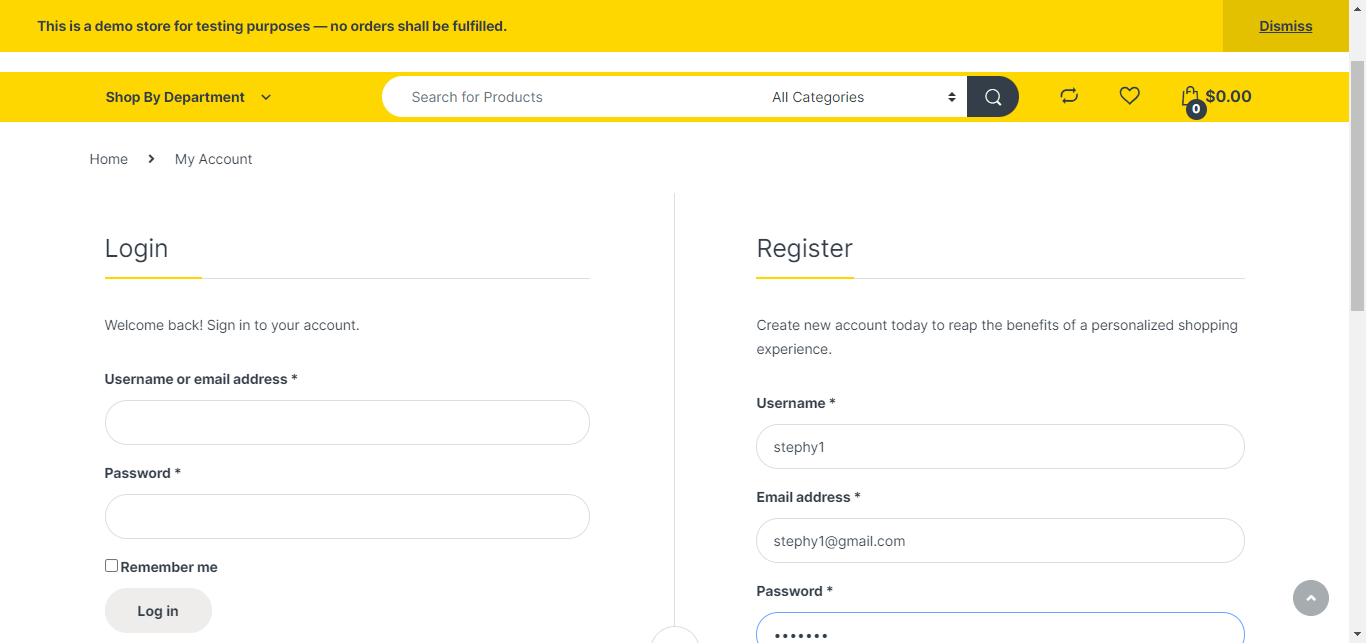 This is a demo store for testing purposes — no orders shall be fulfilled.
Dismiss
Shop By Department
Search for Products
All Categories
$0.00
0
Home
My Account
Login
Welcome back! Sign in to your account.
Username or email address *
Password *
Remember me
Log in
Register
Create new account today to reap the benefits of a personalized shopping
experience.
Username *
stephy1
Email address *
stephy1@gmail.com
Password *
•••••••